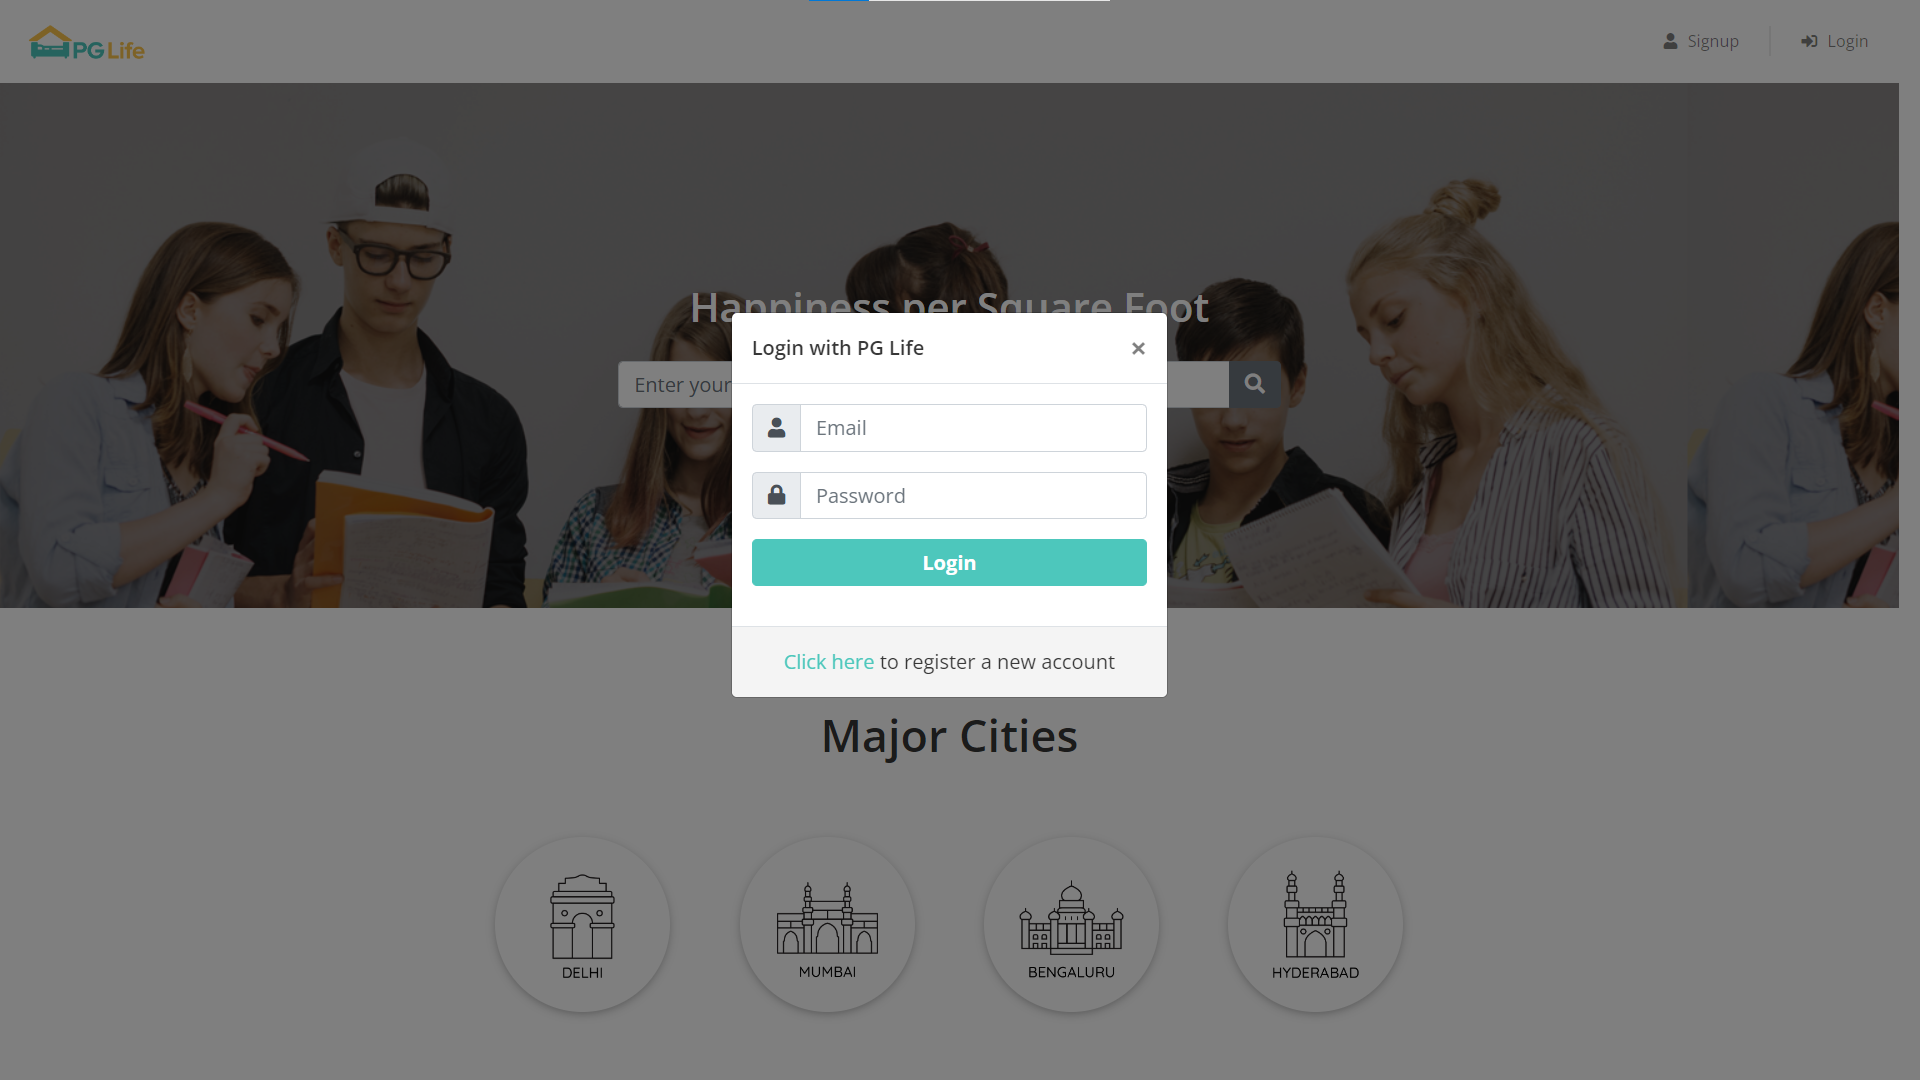 PG Life
Signup
Login
Happiness per Square Foot
Enter your
Login with PG Life
×
Email
Password
Login
Click here to register a new account
Major Cities
DELHI
MUMBAI
BENGALURU
HYDERABAD